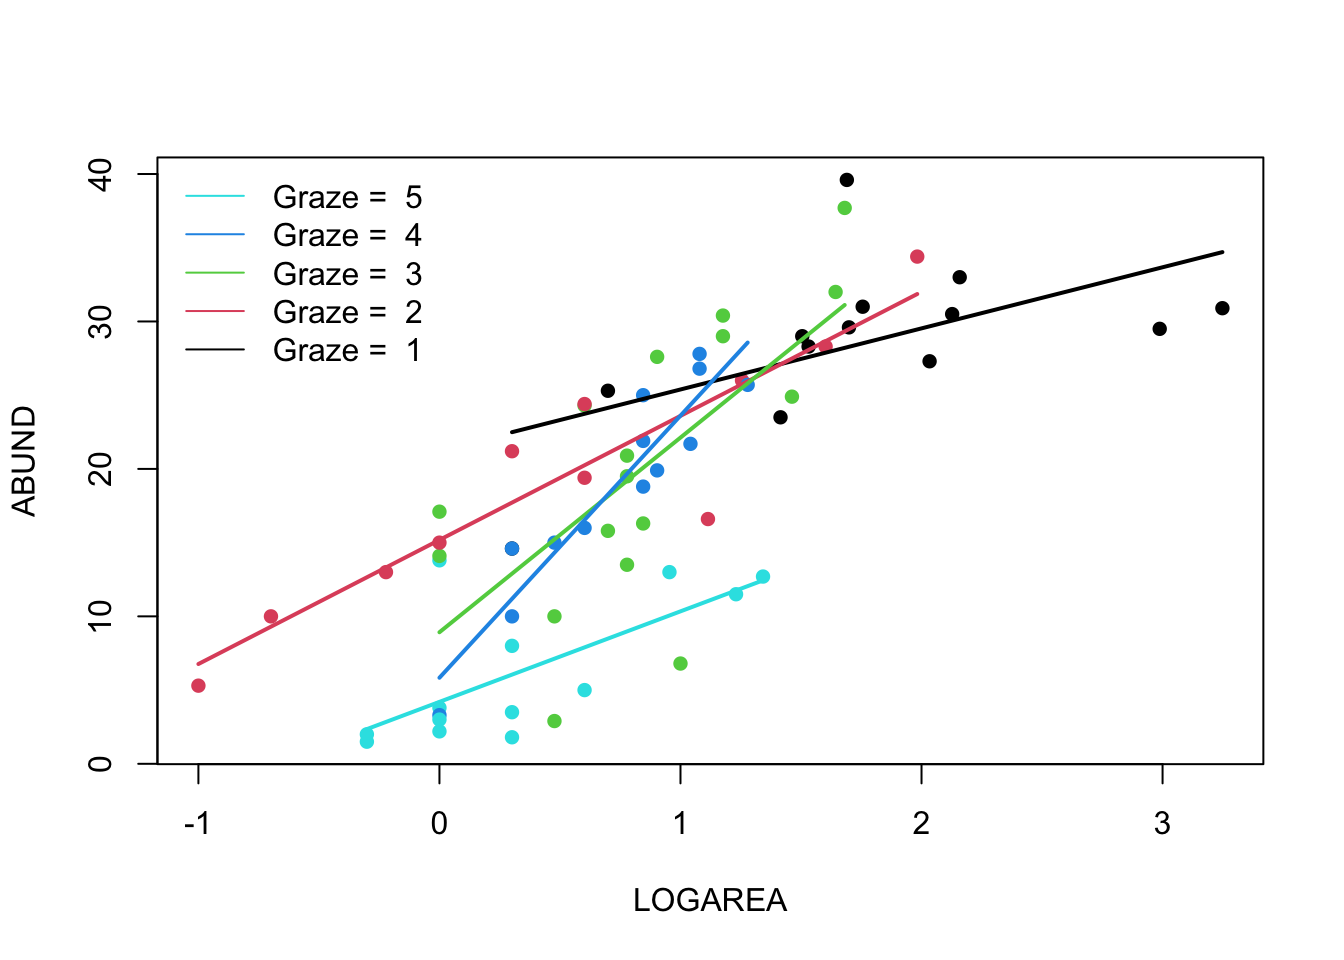 40
30
20
10
0
ABUND
Graze =  5
Graze =  4
Graze =  3
Graze =  2
Graze =  1
-1 0 1 2 3
LOGAREA